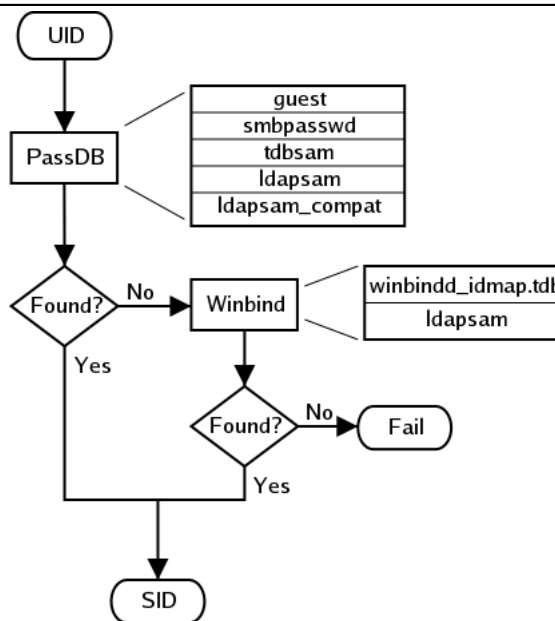 UID
PassDB
guest
smbpasswd
tdbsam
ldapsam
ldapsam_compat
Found?
No
Yes
Winbind
winbindd_idmap.tdb
ldapsam
Found?
No
Yes
Fail
SID